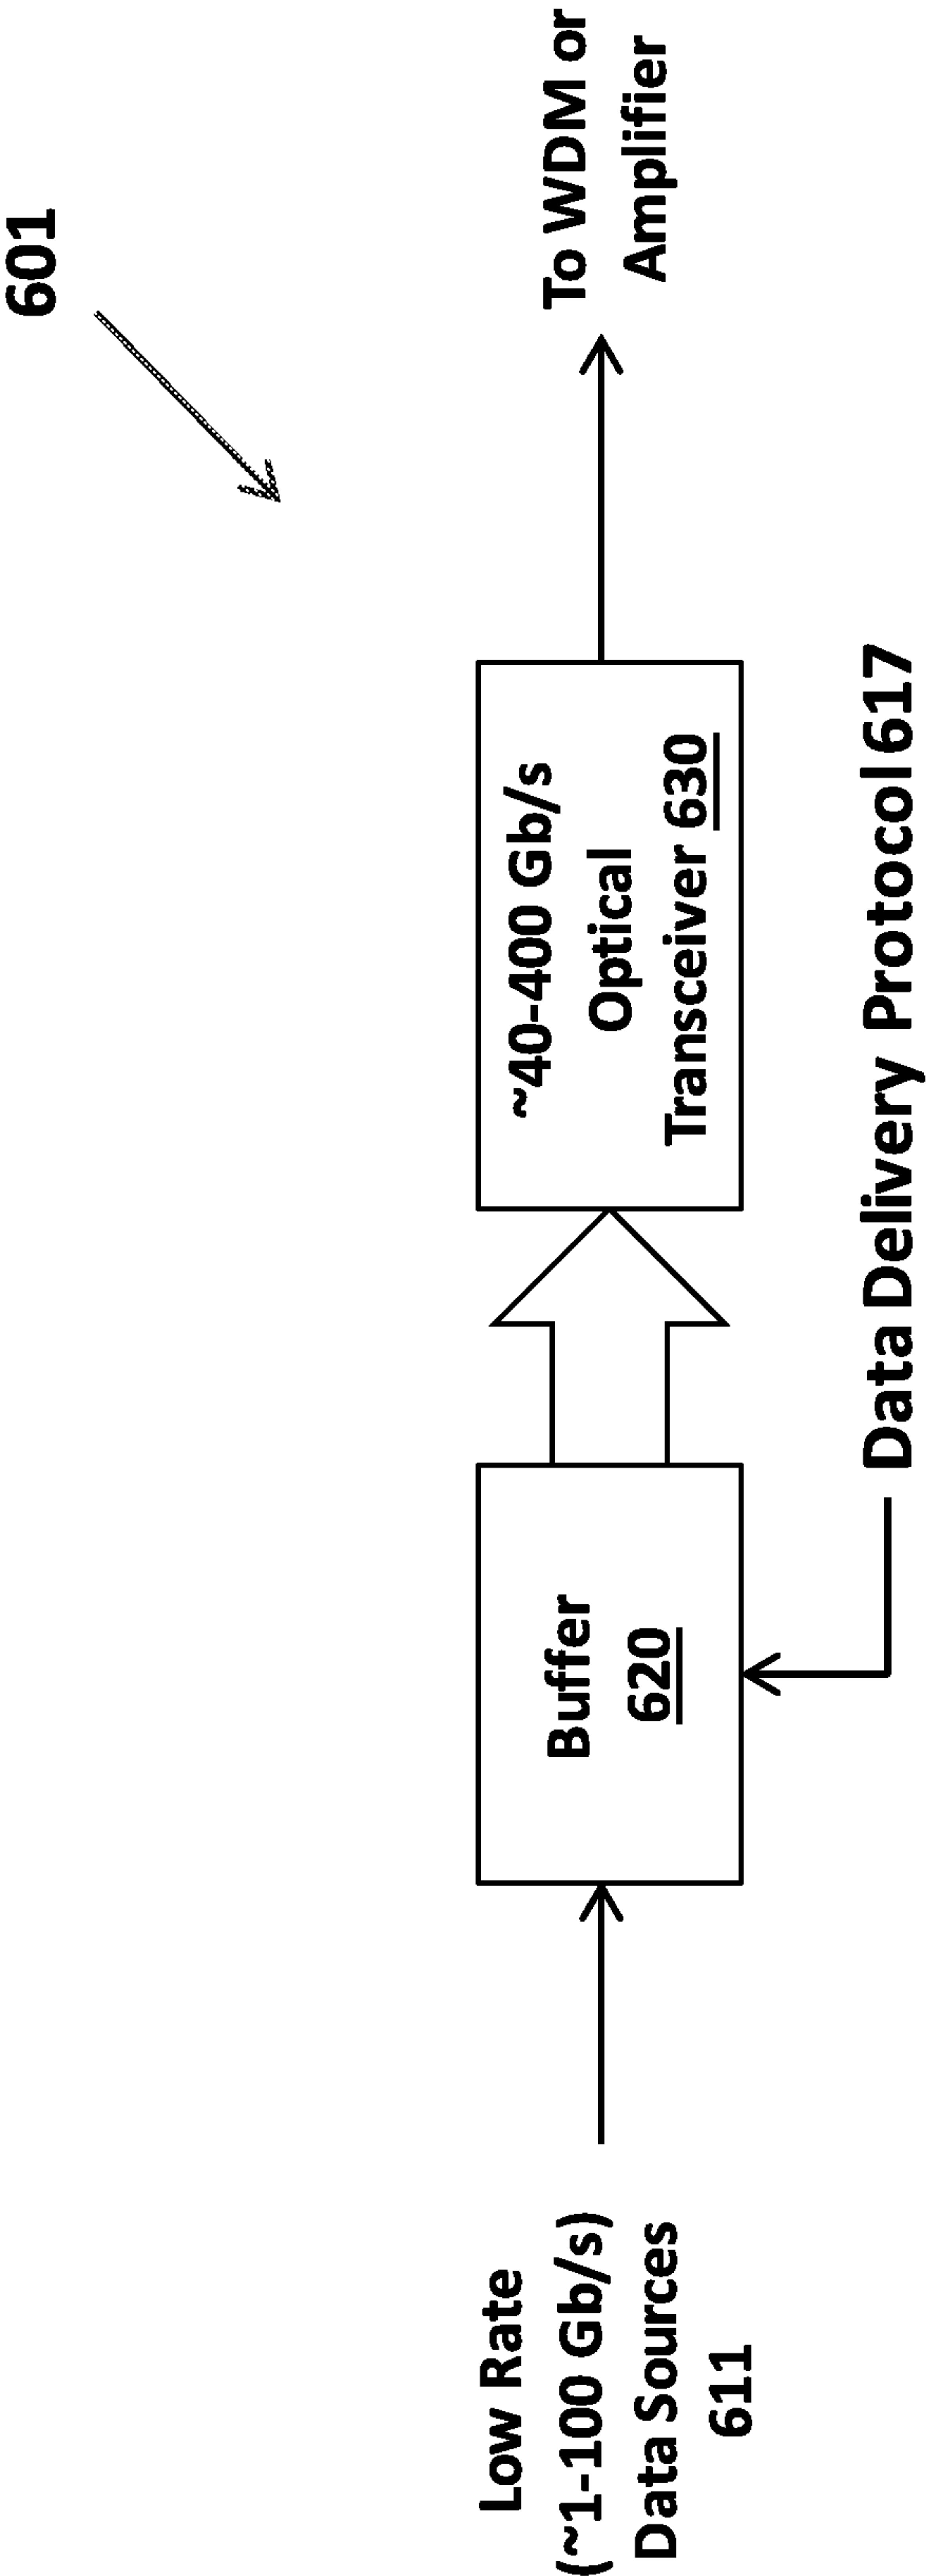 601
Low Rate
(~1-100 Gb/s)
Data Sources
611
Buffer
620
~40-400 Gb/s
Optical
Transceiver 630
To WDM or
Amplifier
Data Delivery Protocol 617